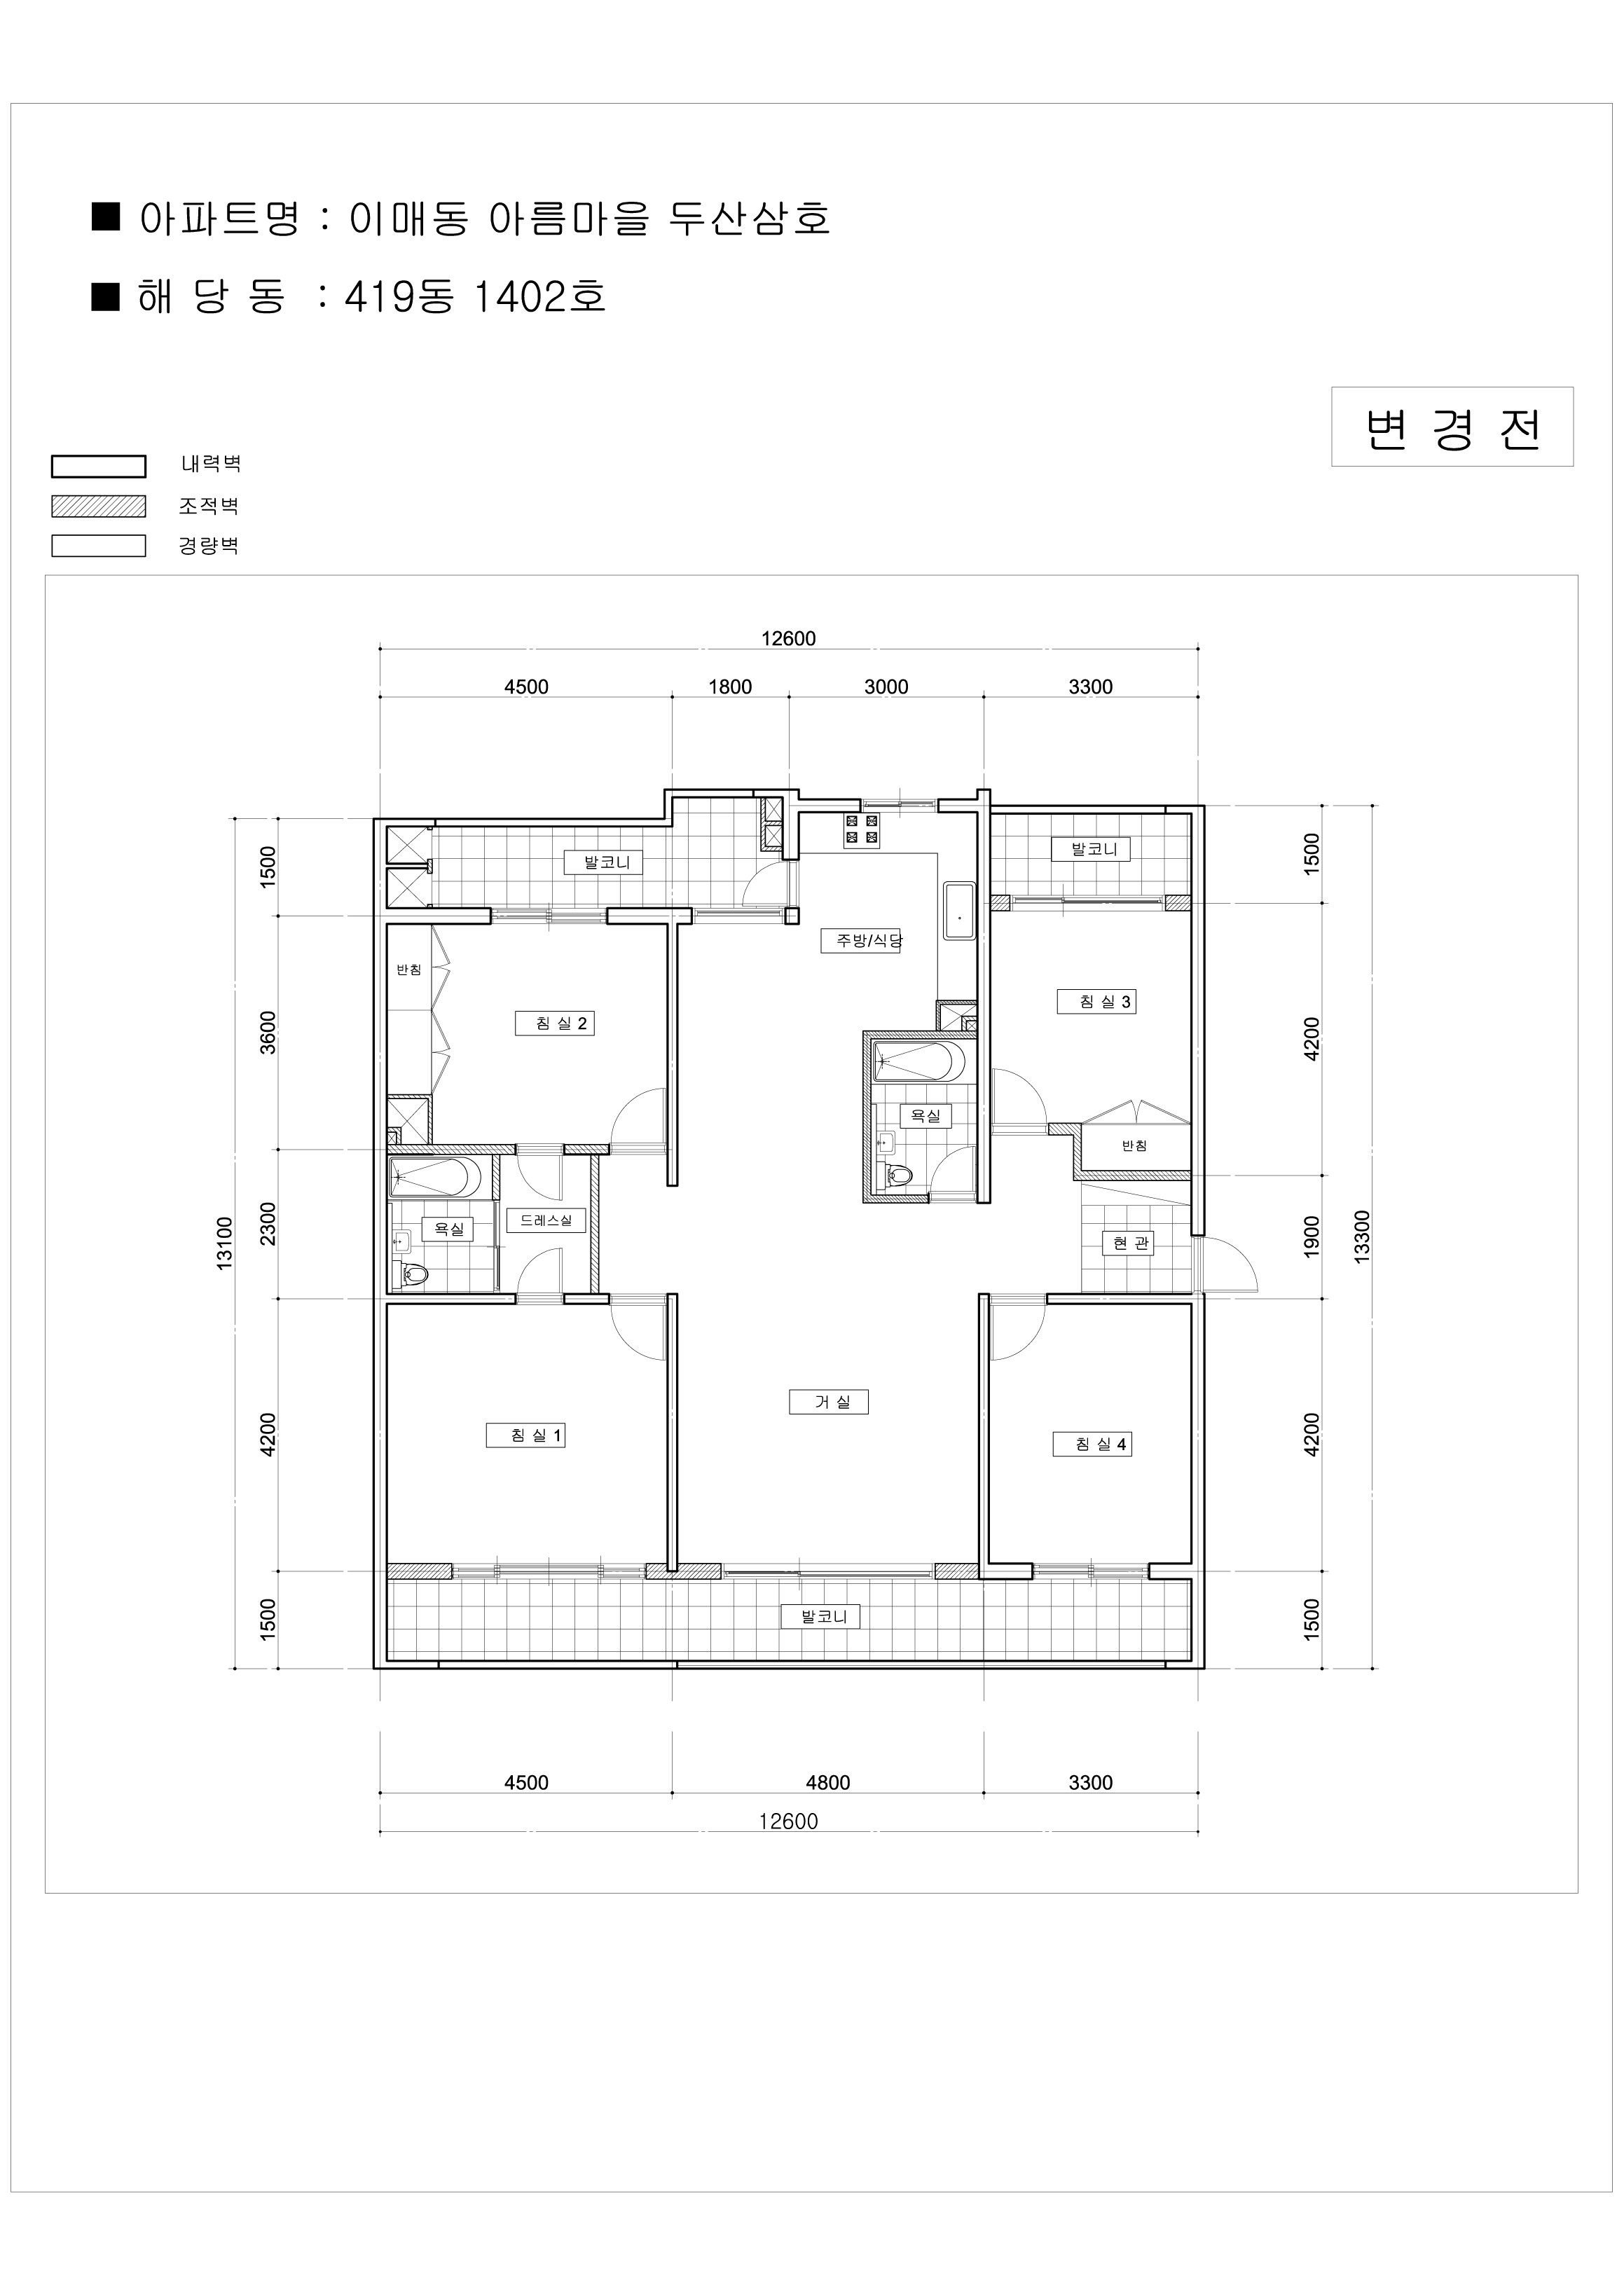 ■ 아파트명 : 이매동 아름마을 두산삼호
■ 해 당 동 : 419동 1402호
변 경 전
내력벽
조적벽
경량벽
12600
4500 1800 3000 3300
1500
3600
2300
4200
1500
13100
발코니
발코니
주방/식당
반침
침 실 2
침 실 3
욕실
반침
드레스실
욕실
현 관
거 실
침 실 1
침 실 4
발코니
1500
4200
1900
4200
1500
13300
4500 4800 3300
12600